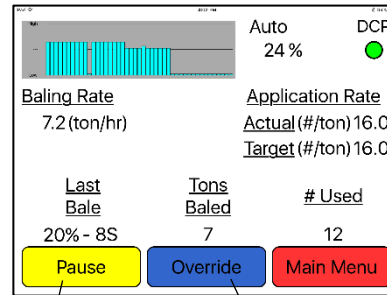 Auto DCP
24 %
Baling Rate Application Rate
7.2 (ton/hr) Actual (#/ton) 16.0
Target (#/ton) 16.0
Last Tons # Used
Bale Baled
20% - 8S 7 12
Pause Override Main Menu